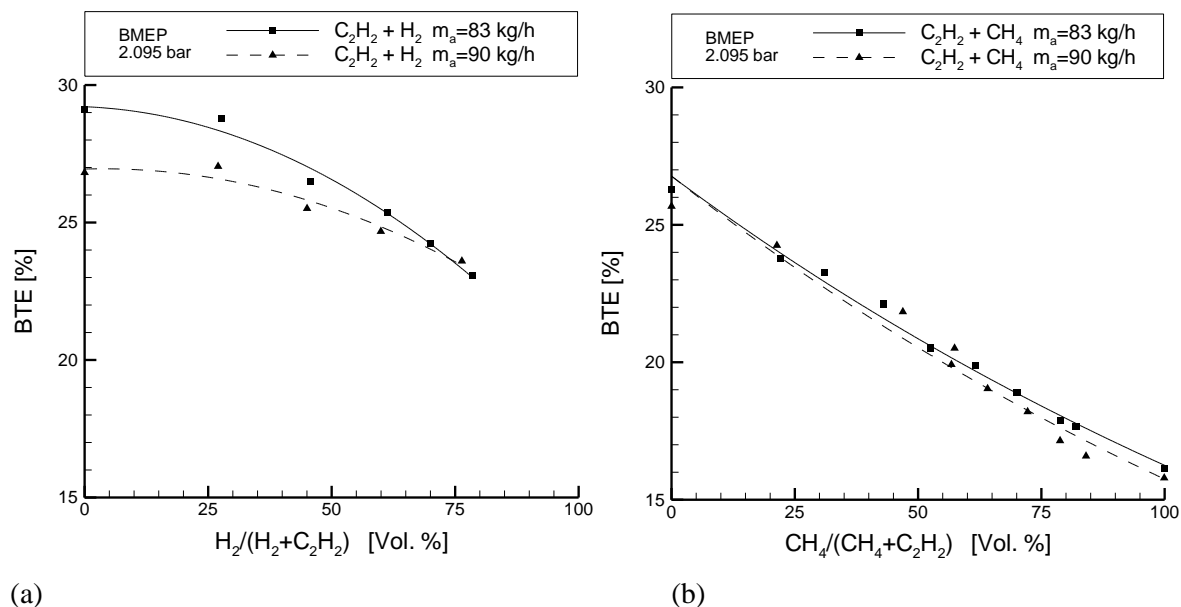 BMEP
2.095 bar
C₂H₂ + H₂ mₐ=83 kg/h
C₂H₂ + H₂ mₐ=90 kg/h
30
25
20
15
BTE [%]
0 25 50 75 100
H₂/(H₂+C₂H₂) [Vol. %]
(a)
BMEP
2.095 bar
C₂H₂ + CH₄ mₐ=83 kg/h
C₂H₂ + CH₄ mₐ=90 kg/h
30
25
20
15
BTE [%]
0 25 50 75 100
CH₄/(CH₄+C₂H₂) [Vol. %]
(b)